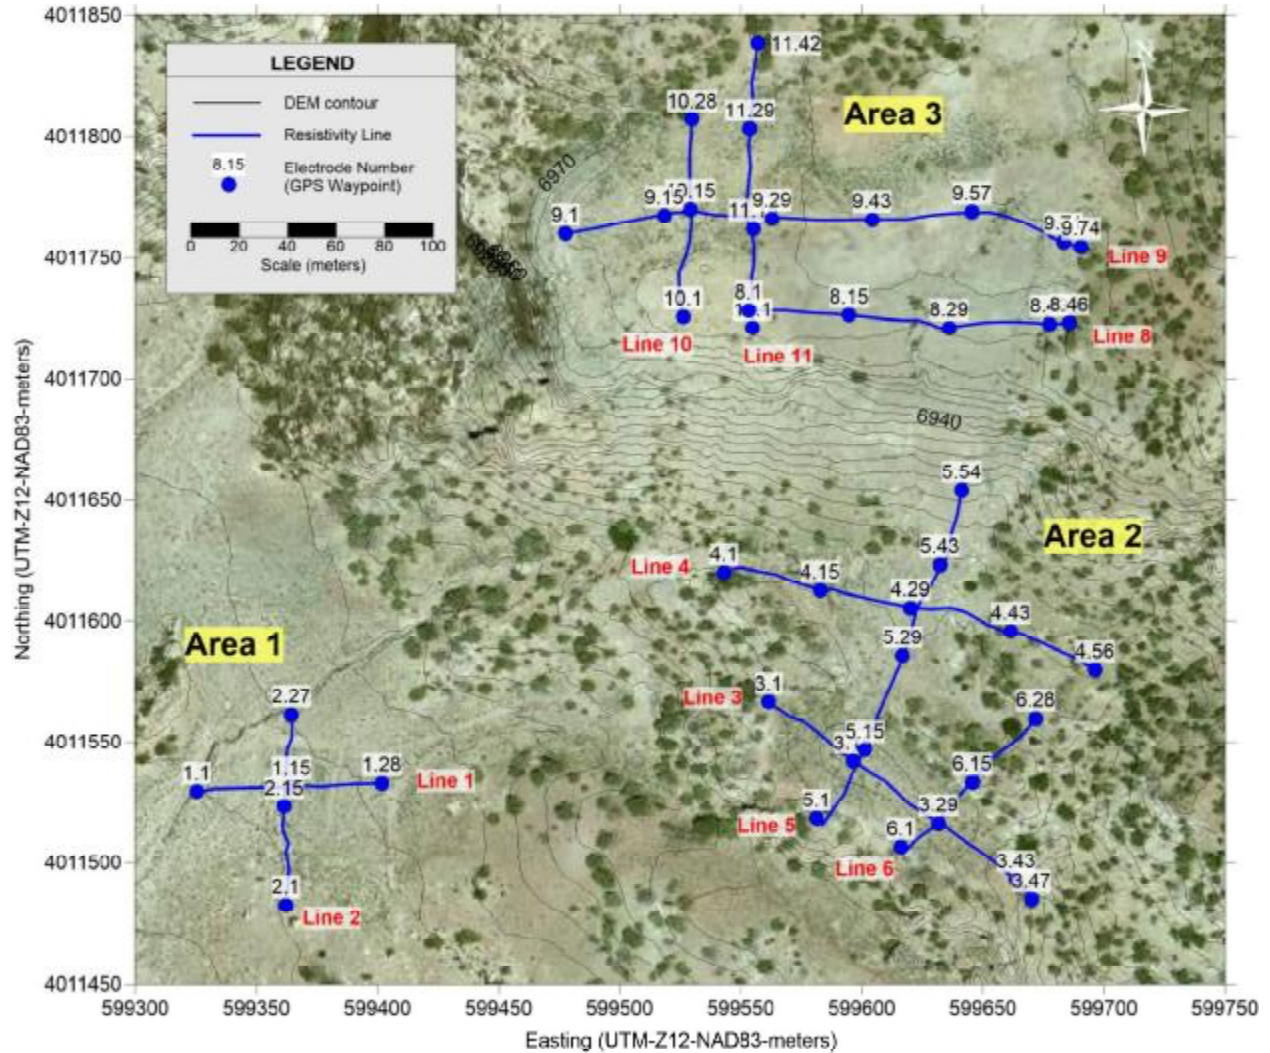 4011850
4011800
4011750
4011700
4011650
4011600
4011550
4011500
4011450
Northing (UTM-Z12-NAD83-meters)
LEGEND
DEM contour
Resistivity Line
8.15
Electrode Number
(GPS Waypoint)
0 20 40 60 80 100
Scale (meters)
11.42
10.28
11.29
Area 3
N
6970
9.1
9.15
9.29
9.43
9.57
9.74
Line 9
10.1
8.1
8.15
8.29
8.46
Line 8
Line 10
Line 11
6940
5.54
Area 2
5.43
Line 4
4.1
4.15
4.29
4.43
4.56
5.29
Area 1
Line 3
3.1
6.28
5.15
2.27
1.1
1.15
1.28
Line 1
2.15
6.15
5.1
Line 5
3.29
6.1
Line 6
3.43
3.47
2.1
Line 2
599300 599350 599400 599450 599500 599550 599600 599650 599700 599750
Easting (UTM-Z12-NAD83-meters)